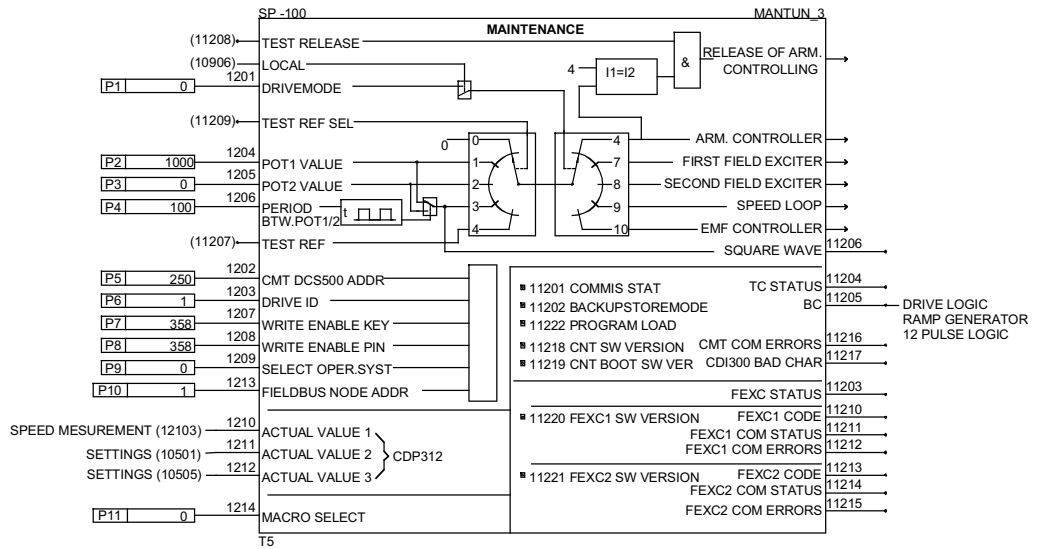 SP -100 MANTUN_3
MAINTENANCE
(11208) TEST RELEASE
(10906) LOCAL
P1 0 1201 DRIVEMODE
(11209) TEST REF SEL
P2 1000 1204 POT1 VALUE
P3 0 1205 POT2 VALUE
P4 100 1206 PERIOD
BTW.POT1/2
t
(11207) TEST REF
0
0
1
2
3
4
4
I1=I2
&
RELEASE OF ARM.
CONTROLLING
4 ARM. CONTROLLER
7 FIRST FIELD EXCITER
8 SECOND FIELD EXCITER
9 SPEED LOOP
10 EMF CONTROLLER
SQUARE WAVE 11206
P5 250 1202 CMT DCS500 ADDR
P6 1 1203 DRIVE ID
P7 358 1207 WRITE ENABLE KEY
P8 358 1208 WRITE ENABLE PIN
P9 0 1209 SELECT OPER.SYST
P10 1 1213 FIELDBUS NODE ADDR
11201 COMMIS STAT
11202 BACKUPSTOREMODE
11222 PROGRAM LOAD
11218 CNT SW VERSION
11219 CNT BOOT SW VER
TC STATUS 11204
BC 11205
DRIVE LOGIC
RAMP GENERATOR
12 PULSE LOGIC
CMT COM ERRORS 11216
CDI300 BAD CHAR 11217
FEXC STATUS 11203
11220 FEXC1 SW VERSION FEXC1 CODE 11210
FEXC1 COM STATUS 11211
FEXC1 COM ERRORS 11212
11221 FEXC2 SW VERSION FEXC2 CODE 11213
FEXC2 COM STATUS 11214
FEXC2 COM ERRORS 11215
SPEED MESUREMENT (12103) 1210 ACTUAL VALUE 1
SETTINGS (10501) 1211 ACTUAL VALUE 2
SETTINGS (10505) 1212 ACTUAL VALUE 3
CDP312
P11 0 1214 MACRO SELECT
T5